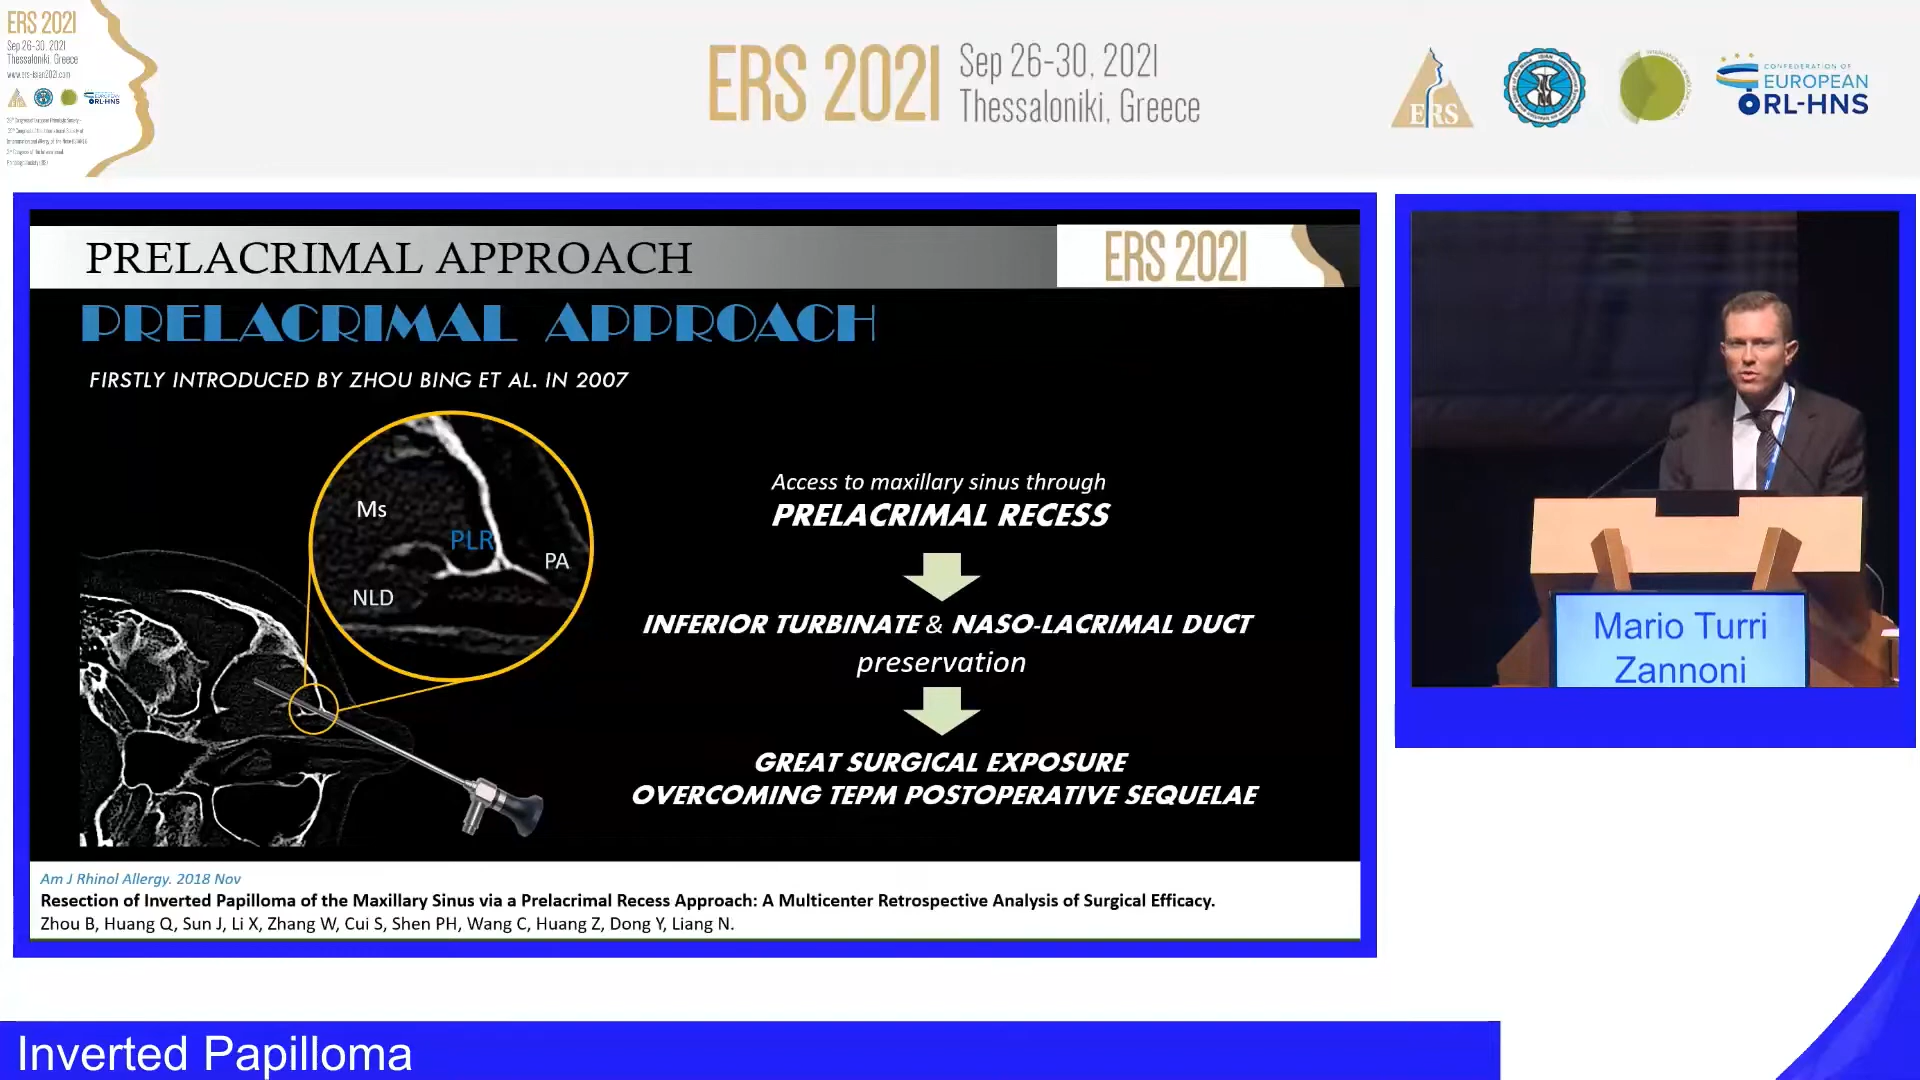 ERS 2021
Sep 26-30, 2021
Thessaloniki, Greece
www.ers-isian2021.com
EUROPEAN
ORL-HNS
ERS 2021
Sep 26-30, 2021
Thessaloniki, Greece
ERS
CONFEDERATION OF
EUROPEAN
ORL-HNS
PRELACRIMAL APPROACH
ERS 2021
PRELACRIMAL APPROACH
FIRSTLY INTRODUCED BY ZHOU BING ET AL. IN 2007
Ms
PLR
PA
NLD
Access to maxillary sinus through
PRELACRIMAL RECESS
INFERIOR TURBINATE & NASO-LACRIMAL DUCT
preservation
GREAT SURGICAL EXPOSURE
OVERCOMING TEPM POSTOPERATIVE SEQUELAE
Am J Rhinol Allergy. 2018 Nov
Resection of Inverted Papilloma of the Maxillary Sinus via a Prelacrimal Recess Approach: A Multicenter Retrospective Analysis of Surgical Efficacy.
Zhou B, Huang Q, Sun J, Li X, Zhang W, Cui S, Shen PH, Wang C, Huang Z, Dong Y, Liang N.
Mario Turri
Zannoni
Inverted Papilloma